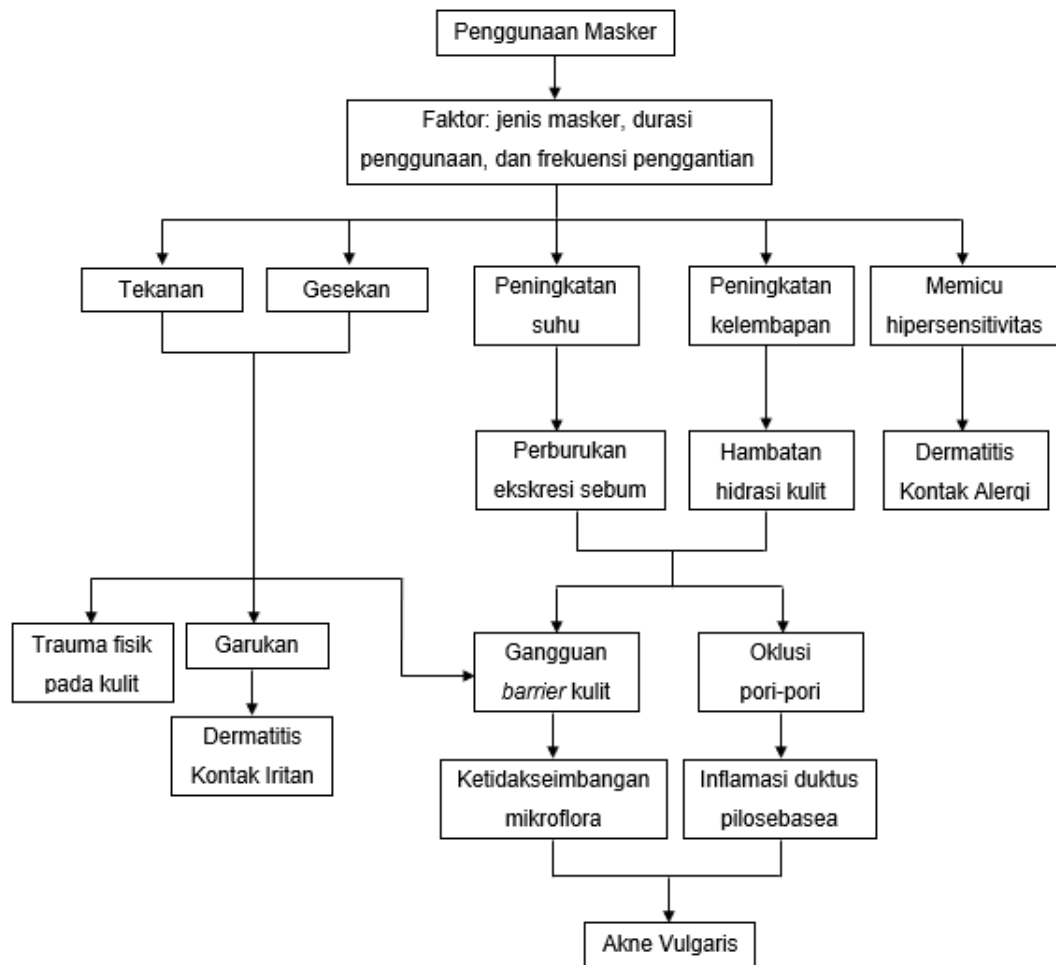 Penggunaan Masker
Faktor: jenis masker, durasi
penggunaan, dan frekuensi penggantian
Tekanan
Gesekan
Peningkatan
suhu
Peningkatan
kelembapan
Memicu
hipersensitivitas
Perburukan
ekskresi sebum
Hambatan
hidrasi kulit
Dermatitis
Kontak Alergi
Trauma fisik
pada kulit
Garukan
Gangguan
barrier kulit
Oklusi
pori-pori
Dermatitis
Kontak Iritan
Ketidakseimbangan
mikroflora
Inflamasi duktus
pilosebasea
Akne Vulgaris